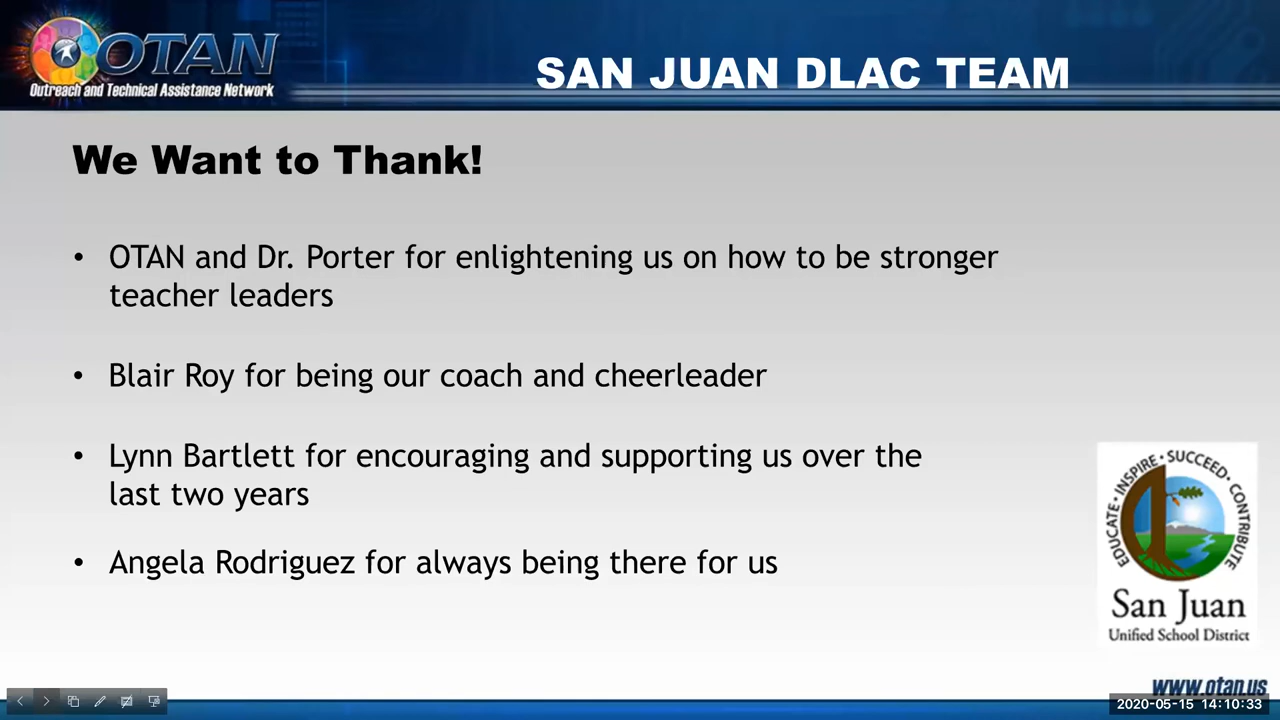 OTAN
Outreach and Technical Assistance Network
SAN JUAN DLAC TEAM
We Want to Thank!
• OTAN and Dr. Porter for enlightening us on how to be stronger
teacher leaders
• Blair Roy for being our coach and cheerleader
• Lynn Bartlett for encouraging and supporting us over the
last two years
• Angela Rodriguez for always being there for us
EDUCATE • INSPIRE • SUCCEED • CONTRIBUTE
San Juan
Unified School District
www.otan.us
2020-05-15 14:10:33